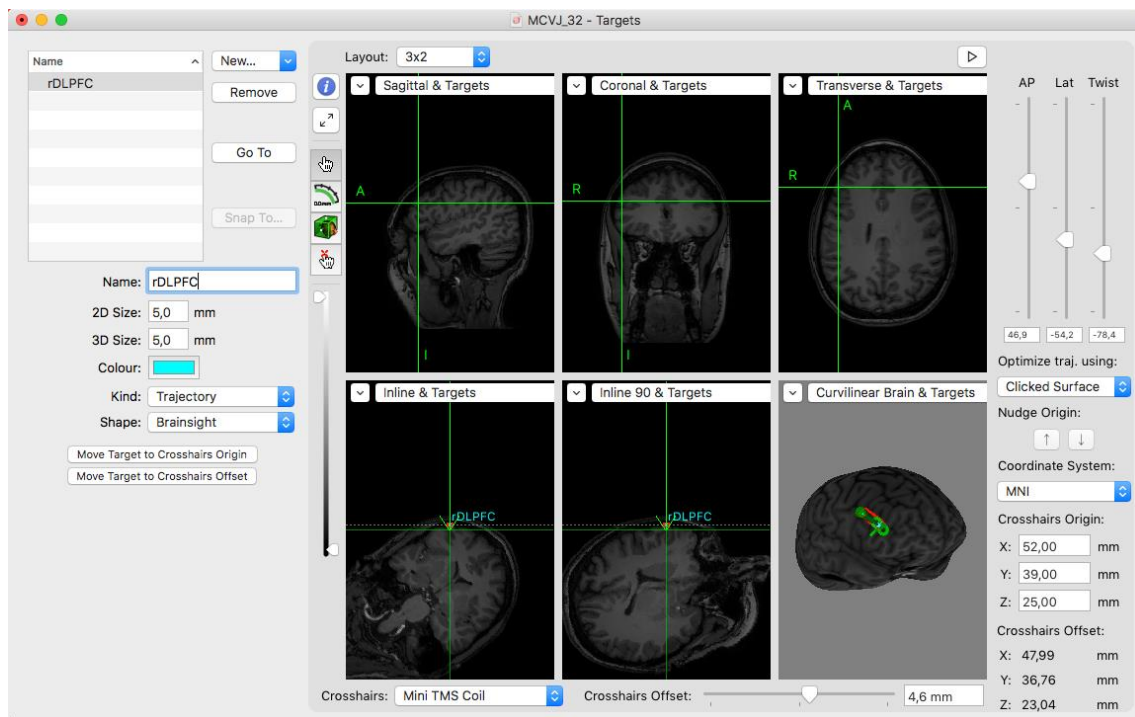 MCVJ_32 - Targets
Name
rDLPFC
New...
Remove
Go To
Snap To...
Name: rDLPFC
2D Size: 5,0 mm
3D Size: 5,0 mm
Colour:
Kind: Trajectory
Shape: Brainsight
Move Target to Crosshairs Origin
Move Target to Crosshairs Offset
Layout: 3x2
i
0.0mm
Sagittal & Targets
A
I
Coronal & Targets
R
I
Transverse & Targets
A
R
Inline & Targets
rDLPFC
Inline 90 & Targets
rDLPFC
Curvilinear Brain & Targets
Crosshairs: Mini TMS Coil
Crosshairs Offset: 4,6 mm
AP Lat Twist
46,9 -54,2 -78,4
Optimize traj. using:
Clicked Surface
Nudge Origin:
Coordinate System:
MNI
Crosshairs Origin:
X: 52,00 mm
Y: 39,00 mm
Z: 25,00 mm
Crosshairs Offset:
X: 47,99 mm
Y: 36,76 mm
Z: 23,04 mm